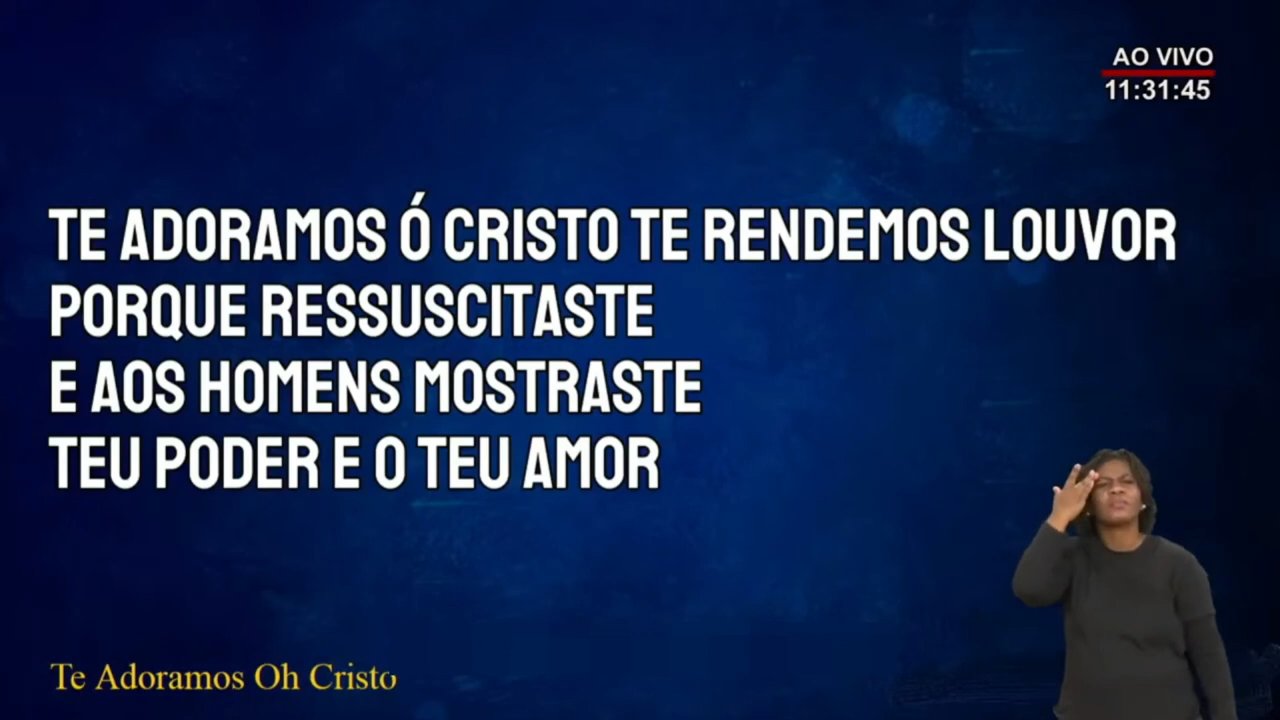 AO VIVO
11:31:45
TE ADORAMOS Ó CRISTO TE RENDEMOS LOUVOR
PORQUE RESSUSCITASTE
E AOS HOMENS MOSTRASTE
TEU PODER E O TEU AMOR
Te Adoramos Oh Cristo